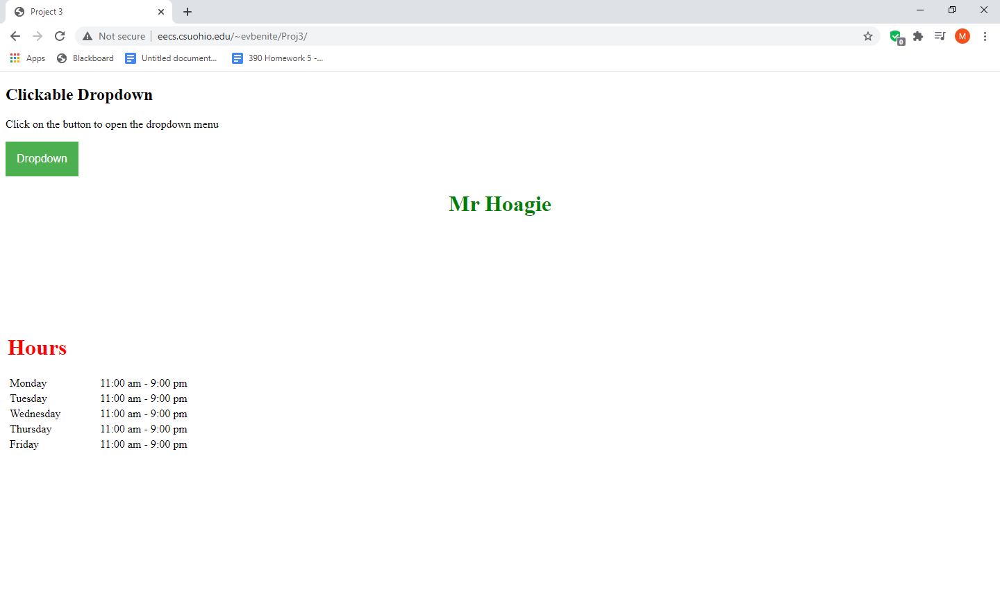 Project 3
Not secure eecs.csuohio.edu/~evbenite/Proj3/
0
M
Apps Blackboard Untitled document... 390 Homework 5 -...
Clickable Dropdown
Click on the button to open the dropdown menu
Dropdown
Mr Hoagie
Hours
Monday 11:00 am - 9:00 pm
Tuesday 11:00 am - 9:00 pm
Wednesday 11:00 am - 9:00 pm
Thursday 11:00 am - 9:00 pm
Friday 11:00 am - 9:00 pm